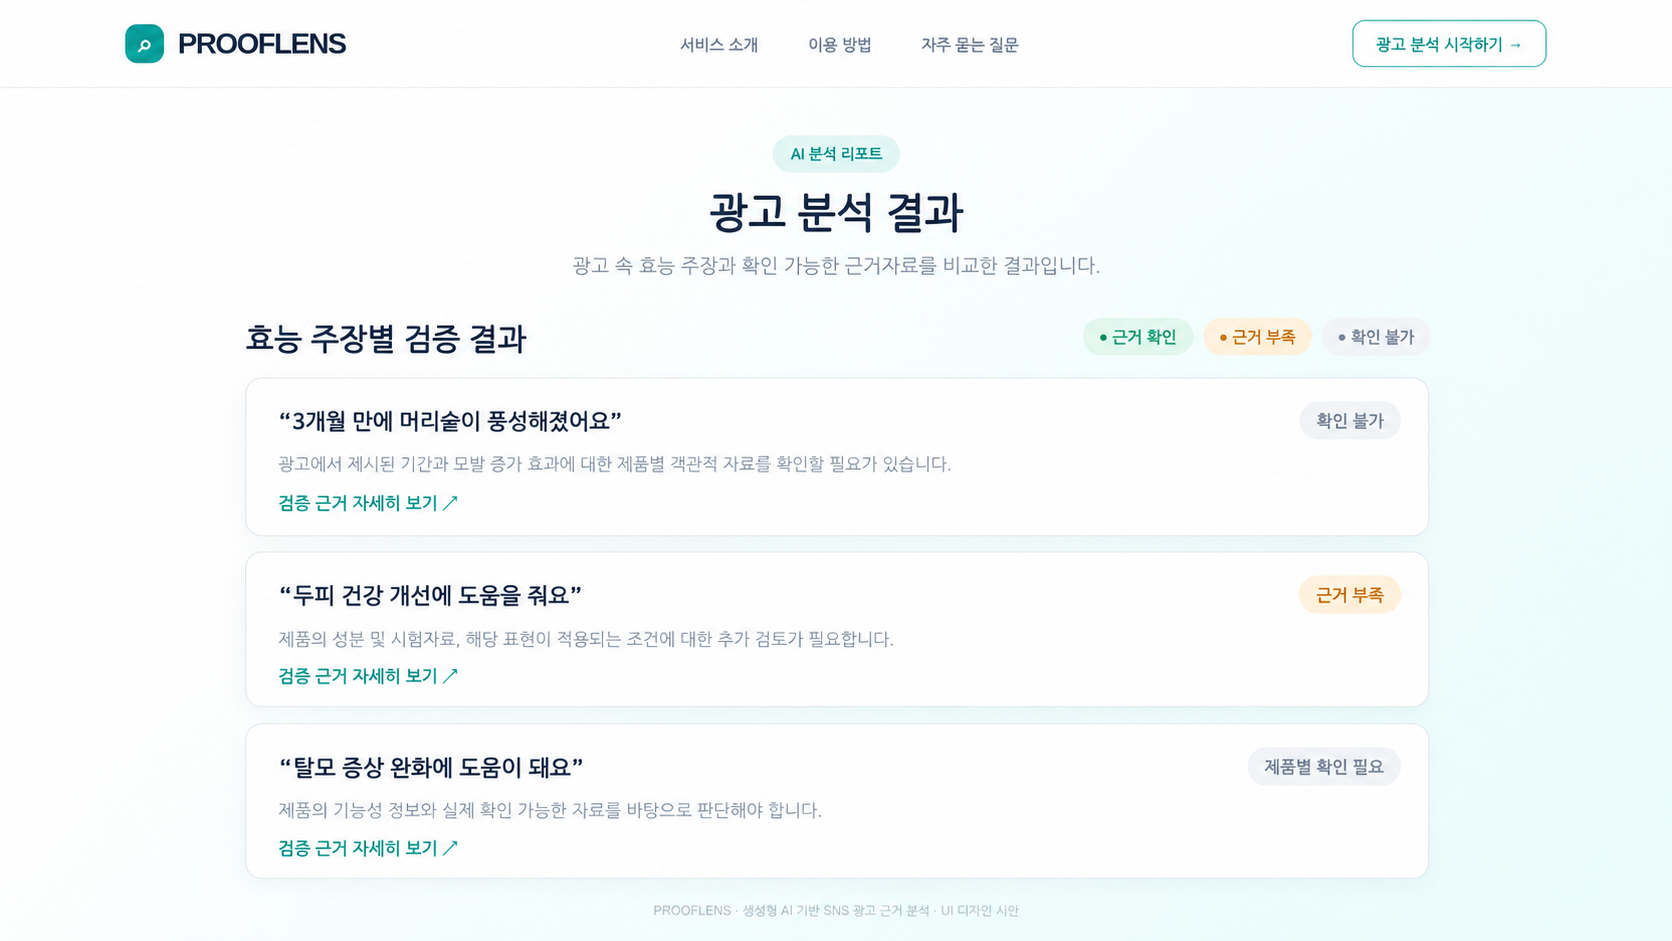 PROOFLENS
서비스 소개
이용 방법
자주 묻는 질문
광고 분석 시작하기 →
AI 분석 리포트
광고 분석 결과
광고 속 효능 주장과 확인 가능한 근거자료를 비교한 결과입니다.
효능 주장별 검증 결과
• 근거 확인
• 근거 부족
• 확인 불가
“3개월 만에 머리숱이 풍성해졌어요”
확인 불가
광고에서 제시된 기간과 모발 증가 효과에 대한 제품별 객관적 자료를 확인할 필요가 있습니다.
검증 근거 자세히 보기 ↗
“두피 건강 개선에 도움을 줘요”
근거 부족
제품의 성분 및 시험자료, 해당 표현이 적용되는 조건에 대한 추가 검토가 필요합니다.
검증 근거 자세히 보기 ↗
“탈모 증상 완화에 도움이 돼요”
제품별 확인 필요
제품의 기능성 정보와 실제 확인 가능한 자료를 바탕으로 판단해야 합니다.
검증 근거 자세히 보기 ↗
PROOFLENS · 생성형 AI 기반 SNS 광고 근거 분석 · UI 디자인 시안